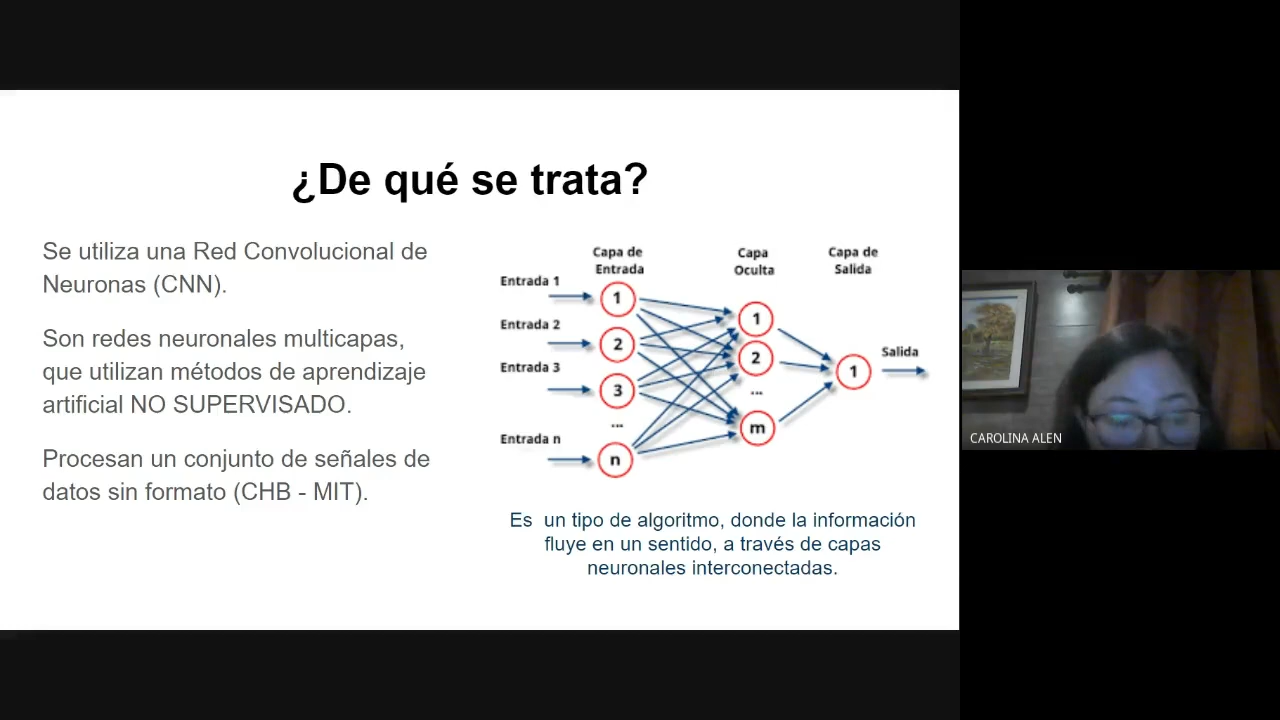 ¿De qué se trata?
Se utiliza una Red Convolucional de
Neuronas (CNN).
Son redes neuronales multicapas,
que utilizan métodos de aprendizaje
artificial NO SUPERVISADO.
Procesan un conjunto de señales de
datos sin formato (CHB - MIT).
Capa de
Entrada
Capa
Oculta
Capa de
Salida
Entrada 1
1
Entrada 2
2
Entrada 3
3
...
Entrada n
n
1
2
...
m
1
Salida
Es un tipo de algoritmo, donde la información
fluye en un sentido, a través de capas
neuronales interconectadas.
CAROLINA ALEN